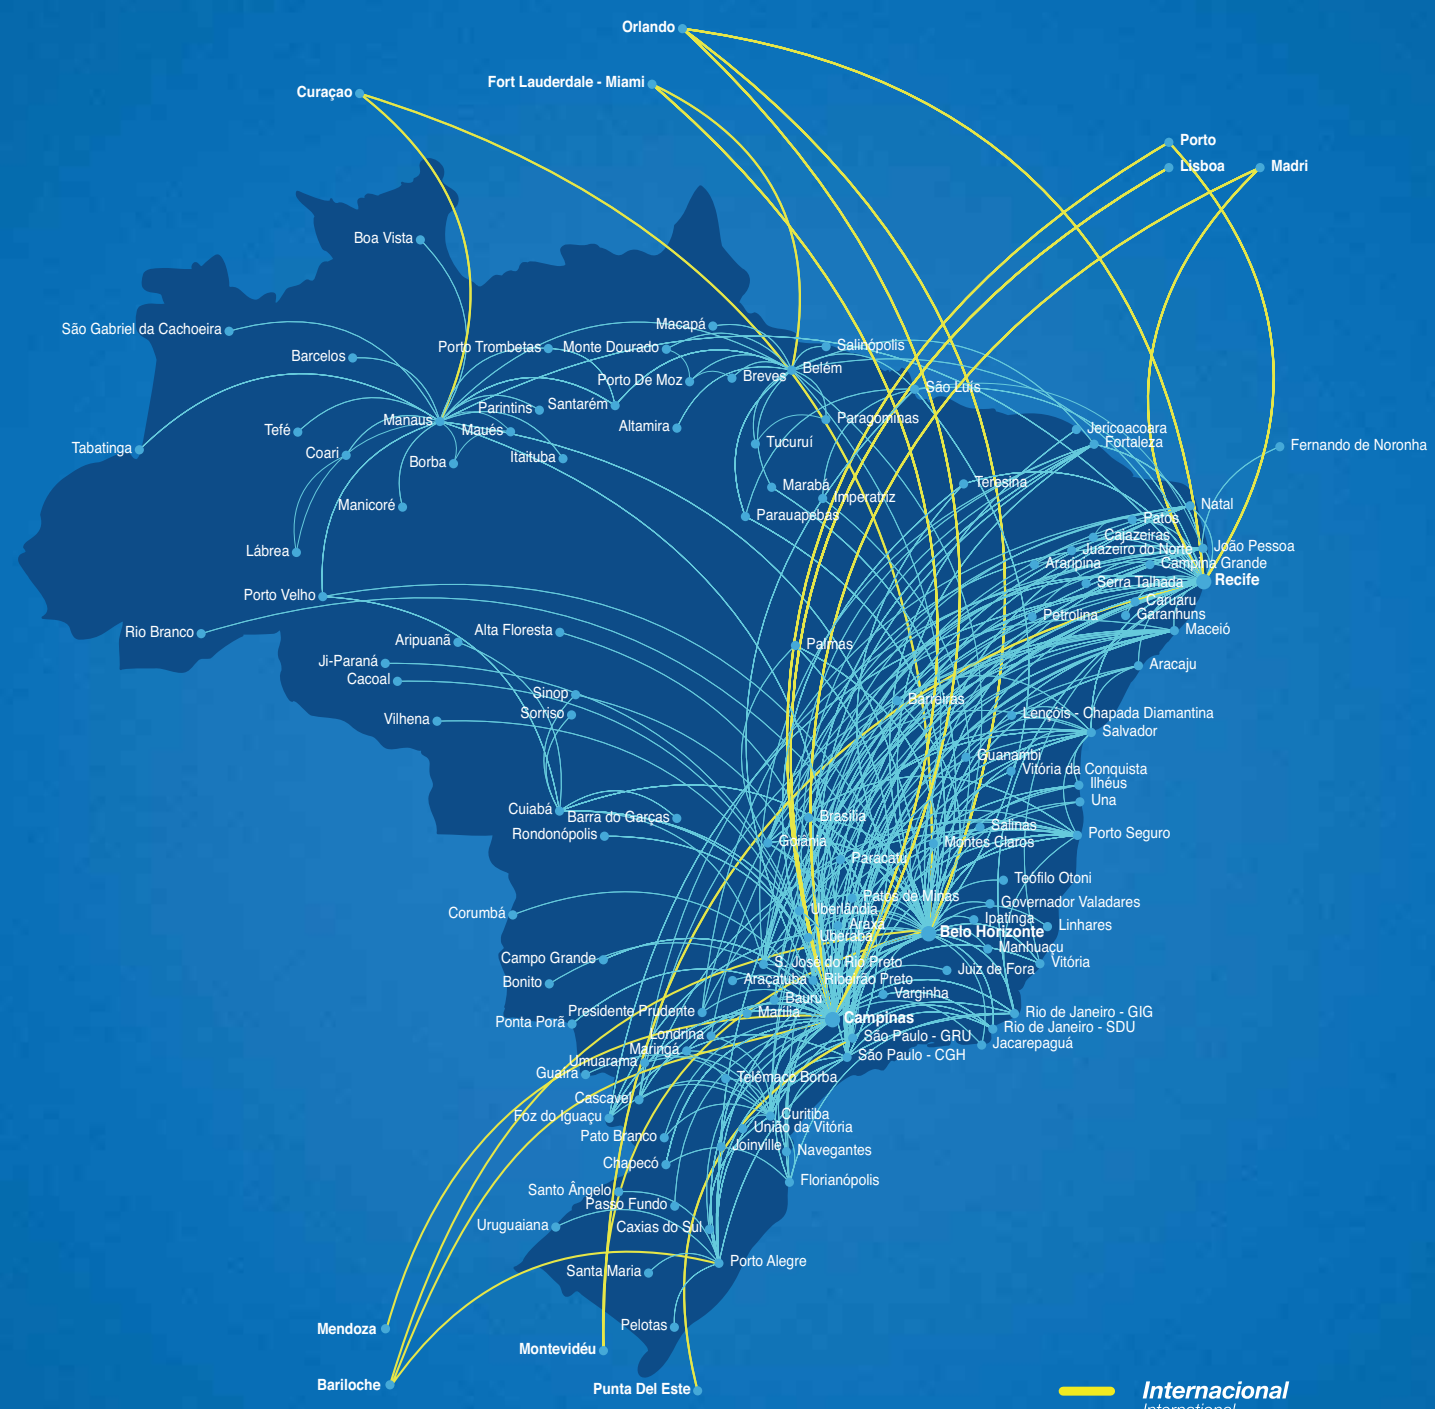 Orlando
Fort Lauderdale - Miami
Curaçao
Porto
Lisboa
Madri
Boa Vista
São Gabriel da Cachoeira
Barcelos
Porto Trombetas
Monte Dourado
Macapá
Salinópolis
Porto De Moz
Breves
Belém
São Luís
Manaus
Parintins
Santarém
Maués
Altamira
Paragominas
Tefé
Tabatinga
Coari
Borba
Itaituba
Tucuruí
Jericoacoara
Fortaleza
Fernando de Noronha
Manicoré
Marabá
Imperatriz
Teresina
Parauapebas
Natal
Patos
Cajazeiras
Juazeiro do Norte
João Pessoa
Lábrea
Araripina
Campina Grande
Serra Talhada
Recife
Porto Velho
Caruaru
Petrolina
Garanhuns
Rio Branco
Aripuanã
Alta Floresta
Maceió
Palmas
Ji-Paraná
Cacoal
Aracaju
Sinop
Sorriso
Vilhena
Barreiras
Lençóis - Chapada Diamantina
Salvador
Guanambi
Vitória da Conquista
Ilhéus
Una
Cuiabá
Barra do Garças
Brasília
Salinas
Rondonópolis
Goiânia
Montes Claros
Porto Seguro
Paracatu
Teófilo Otoni
Patos de Minas
Governador Valadares
Corumbá
Uberlândia
Ipatinga
Araxá
Linhares
Uberaba
Belo Horizonte
Manhuaçu
Campo Grande
S. José do Rio Preto
Juiz de Fora
Vitória
Bonito
Araçatuba
Ribeirão Preto
Bauru
Varginha
Presidente Prudente
Marília
Ponta Porã
Campinas
Rio de Janeiro - GIG
Rio de Janeiro - SDU
Londrina
São Paulo - GRU
Jacarepaguá
Maringá
São Paulo - CGH
Umuarama
Guaíra
Telêmaco Borba
Cascavel
Foz do Iguaçu
Curitiba
União da Vitória
Pato Branco
Joinville
Navegantes
Chapecó
Florianópolis
Santo Ângelo
Passo Fundo
Uruguaiana
Caxias do Sul
Porto Alegre
Santa Maria
Pelotas
Mendoza
Montevidéu
Bariloche
Punta Del Este
Internacional
International